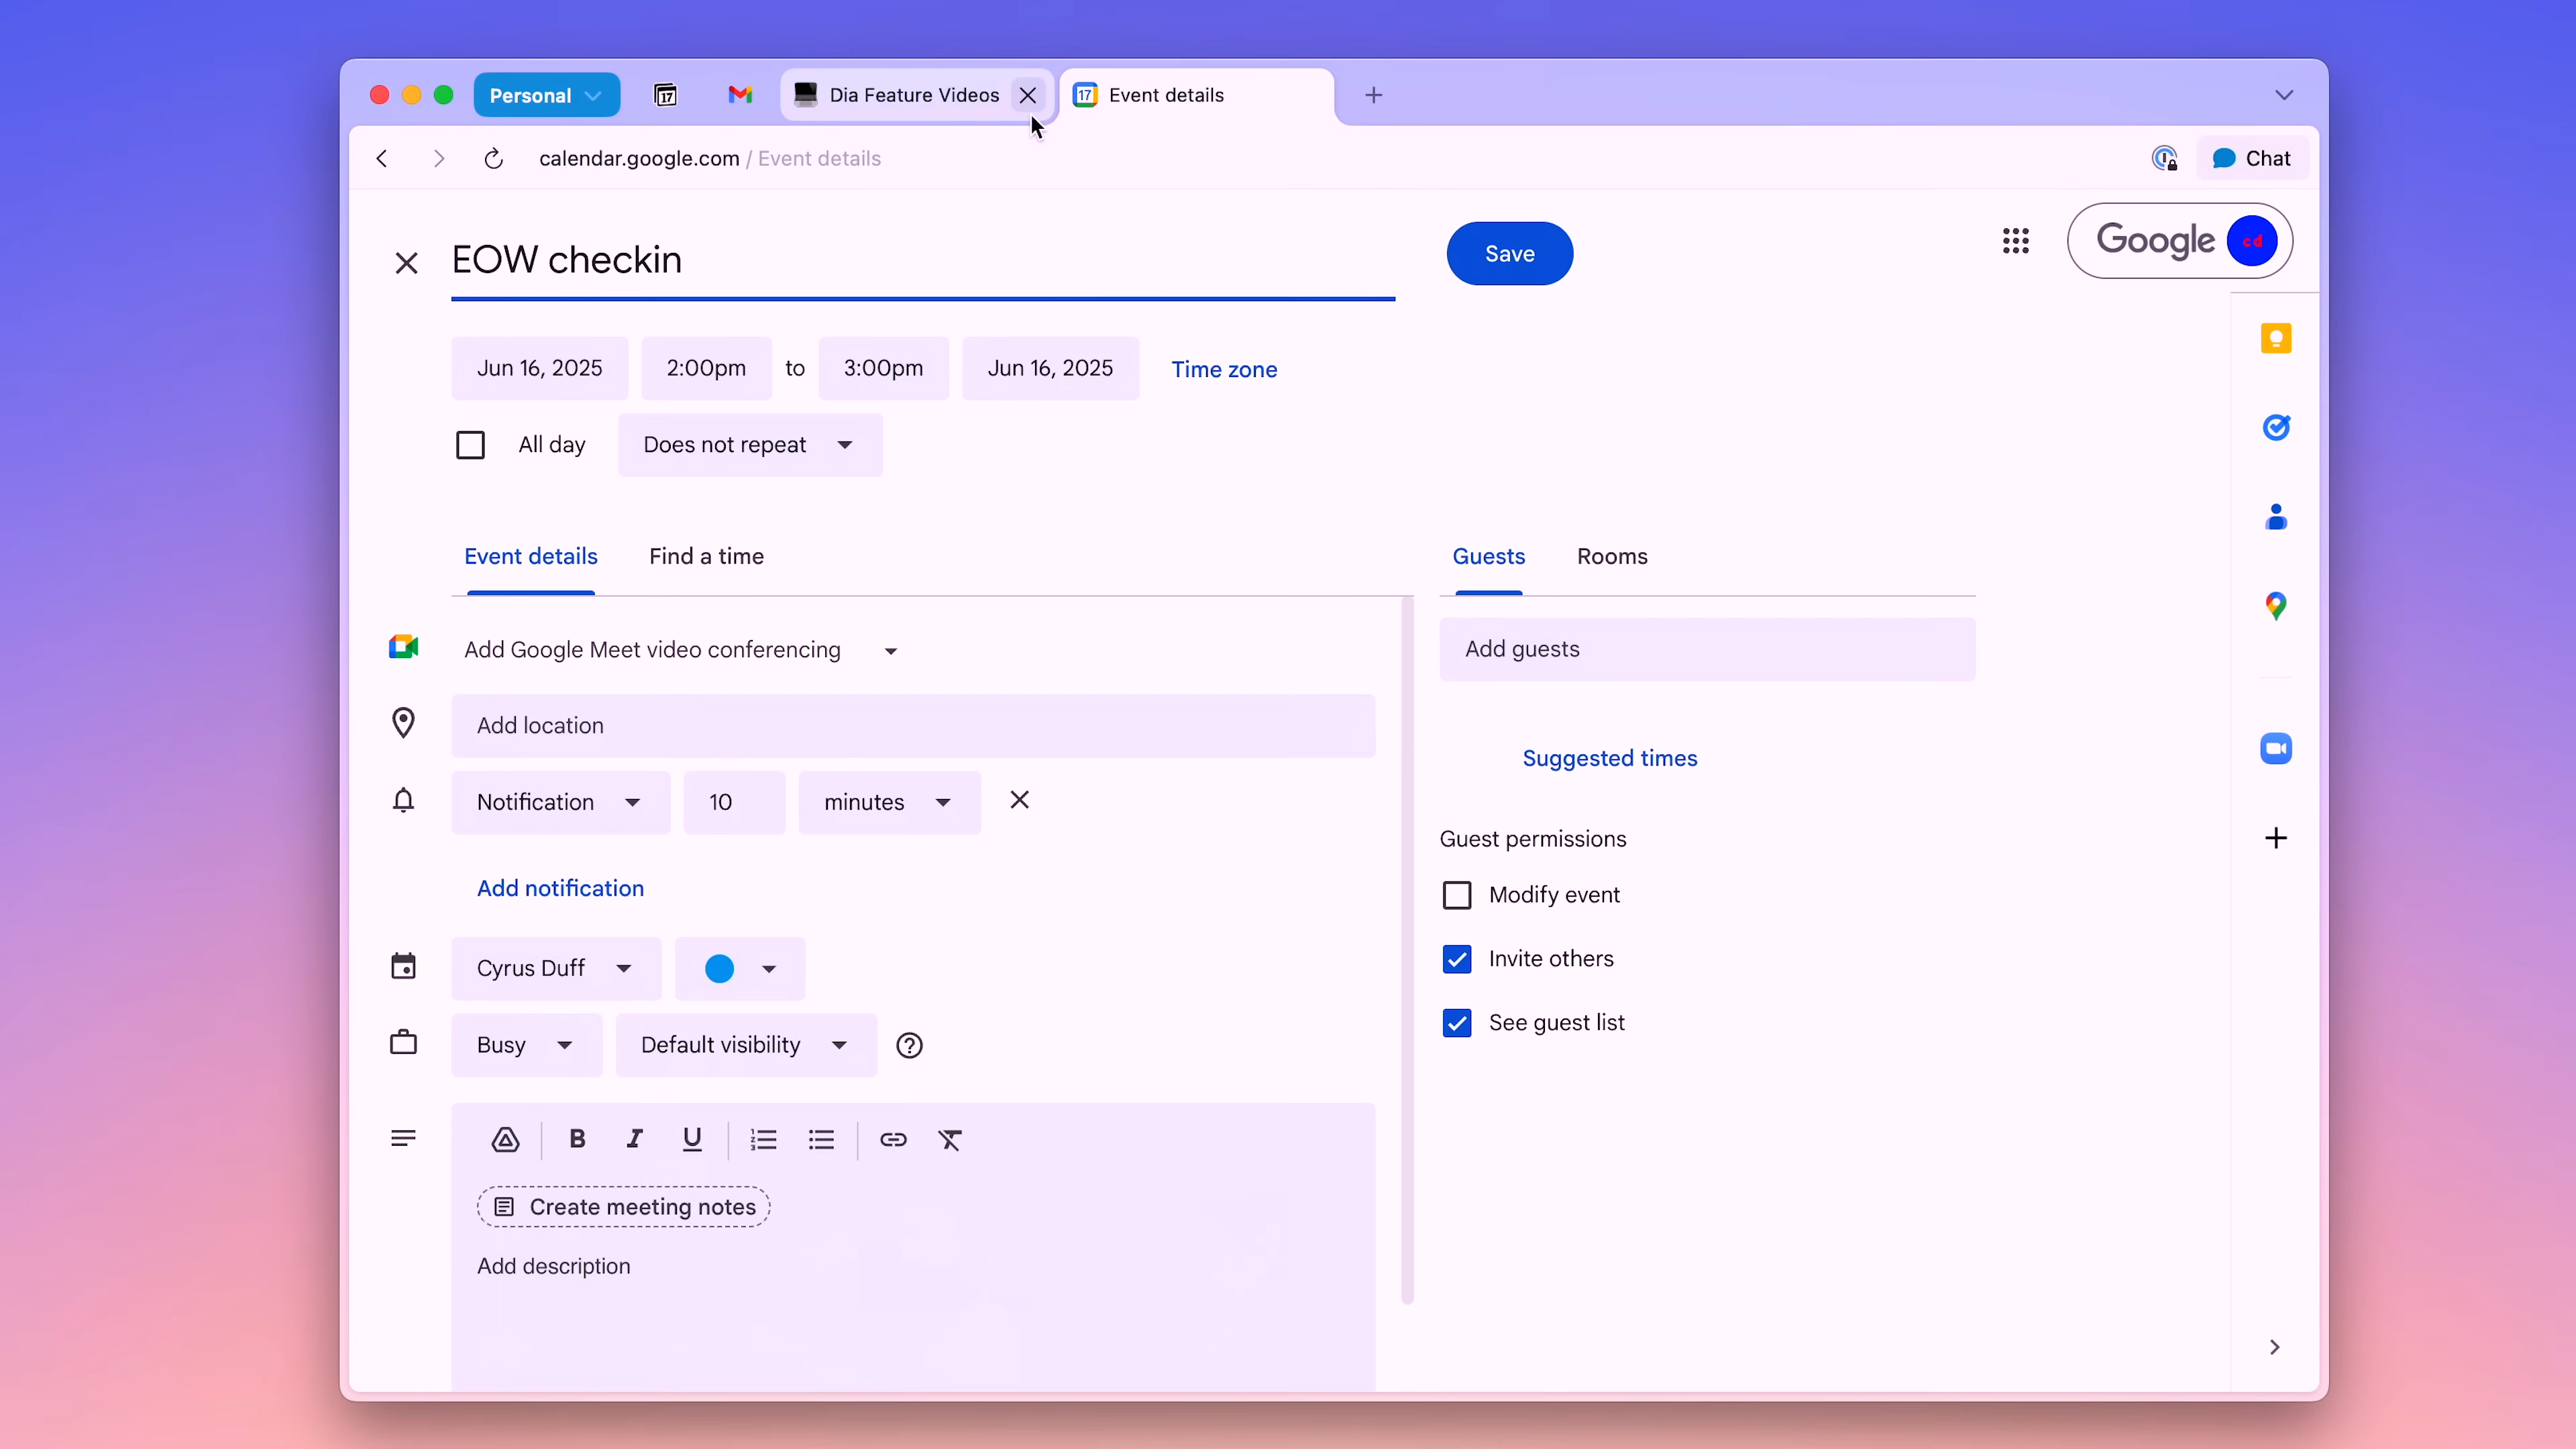 Personal
17
Dia Feature Videos
17
Event details
calendar.google.com / Event details
Chat
EOW checkin
Save
Google
cd
Jun 16, 2025
2:00pm
to
3:00pm
Jun 16, 2025
Time zone
All day
Does not repeat
Event details
Find a time
Guests
Rooms
Add Google Meet video conferencing
Add guests
Add location
Suggested times
Notification
10
minutes
Guest permissions
Add notification
Modify event
Cyrus Duff
Invite others
Busy
Default visibility
See guest list
B
I
U
Create meeting notes
Add description